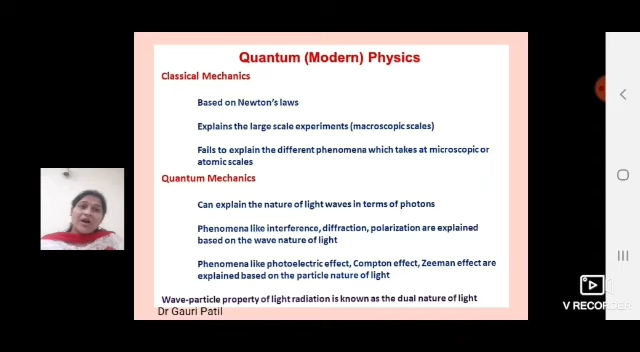 Quantum (Modern) Physics
Classical Mechanics
Based on Newton's laws
Explains the large scale experiments (macroscopic scales)
Fails to explain the different phenomena which takes at microscopic or
atomic scales
Quantum Mechanics
Can explain the nature of light waves in terms of photons
Phenomena like interference, diffraction, polarization are explained
based on the wave nature of light
Phenomena like photoelectric effect, Compton effect, Zeeman effect are
explained based on the particle nature of light
Wave-particle property of light radiation is known as the dual nature of light
Dr Gauri Patil
V RECORDER